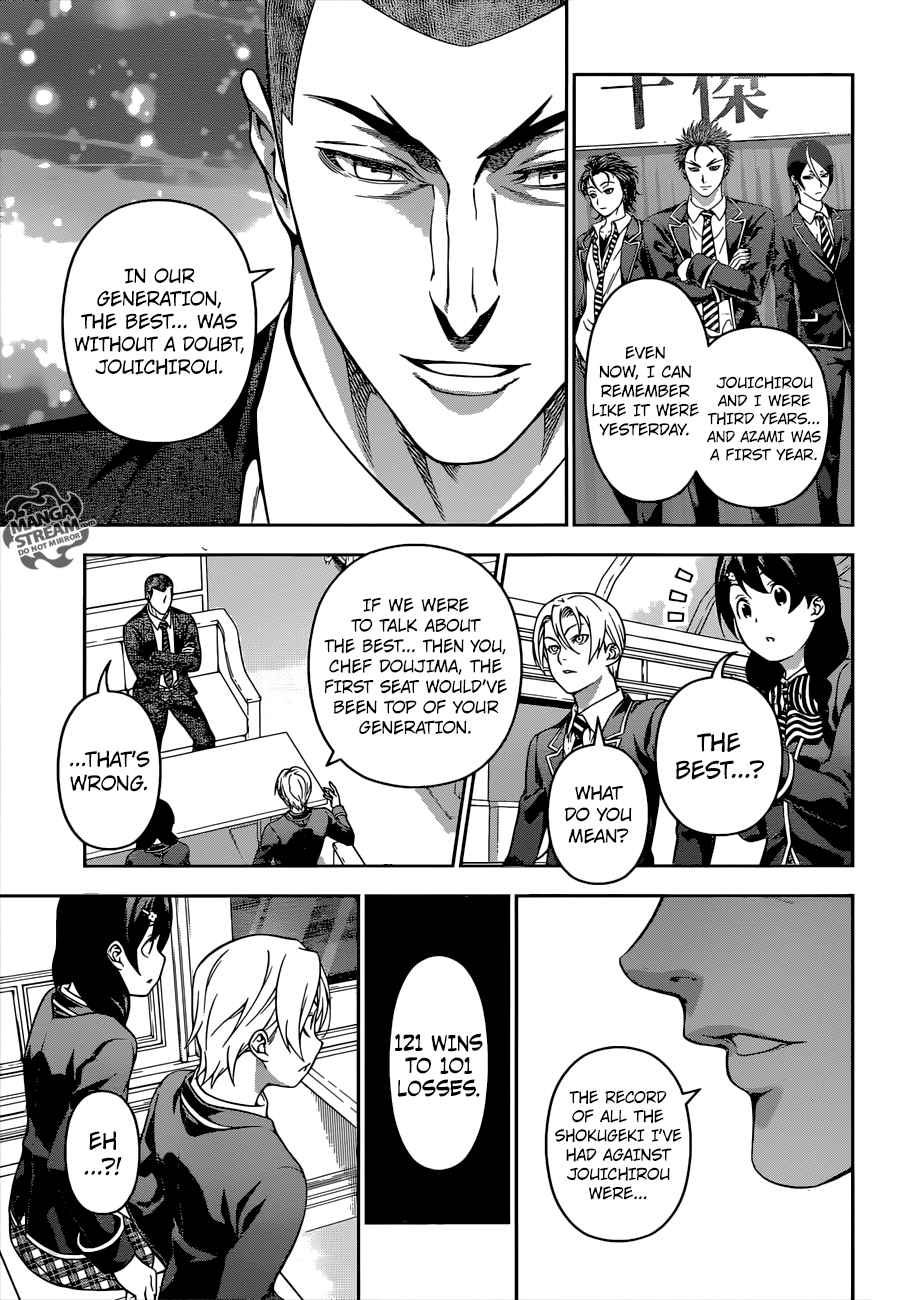 十傑
JOUICHIROU
AND I WERE
THIRD YEARS...
AND AZAMI WAS
A FIRST YEAR.
EVEN
NOW, I CAN
REMEMBER
LIKE IT WERE
YESTERDAY.
IN OUR
GENERATION,
THE BEST... WAS
WITHOUT A DOUBT,
JOUICHIROU.
MANGA
STREAM.COM
DO NOT MIRROR
THE
BEST...?
WHAT
DO YOU
MEAN?
IF WE WERE
TO TALK ABOUT
THE BEST... THEN YOU,
CHEF DOUJIMA, THE
FIRST SEAT WOULD'VE
BEEN TOP OF YOUR
GENERATION.
...THAT'S
WRONG.
THE RECORD
OF ALL THE
SHOKUGEKI I'VE
HAD AGAINST
JOUICHIROU
WERE...
121 WINS
TO 101
LOSSES.
EH
...?!